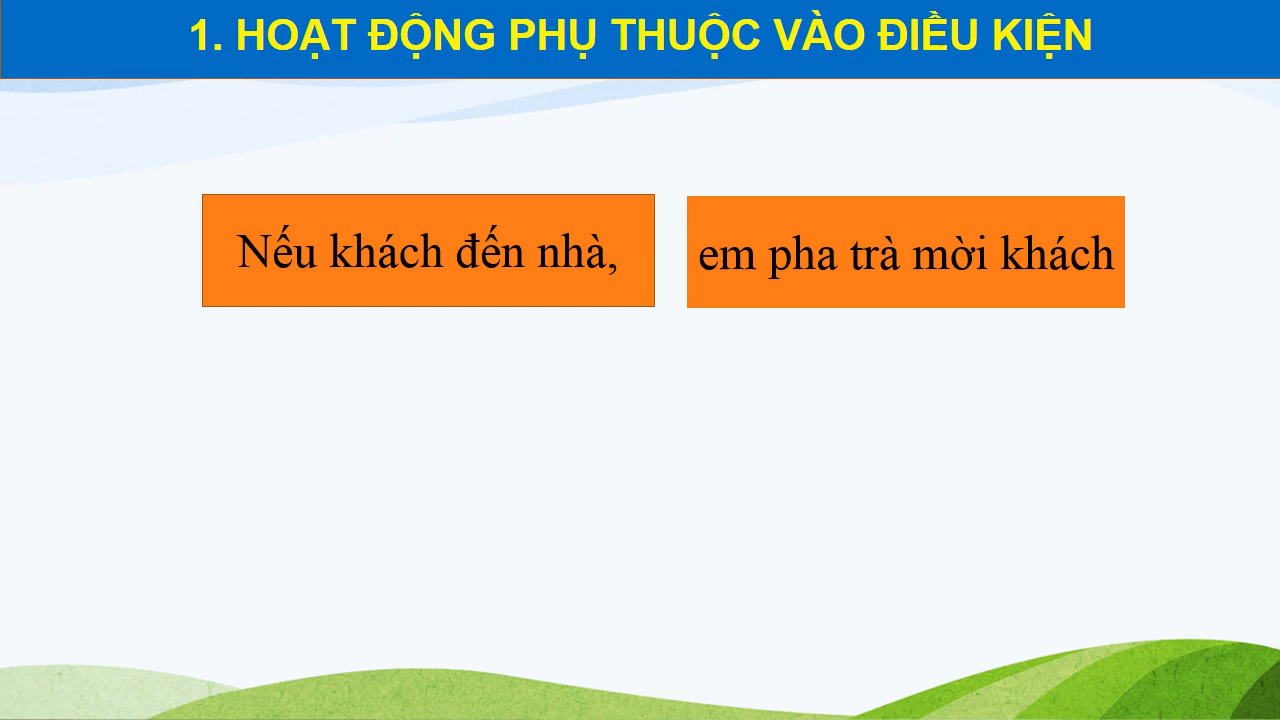 1. HOẠT ĐỘNG PHỤ THUỘC VÀO ĐIỀU KIỆN
Nếu khách đến nhà,
em pha trà mời khách